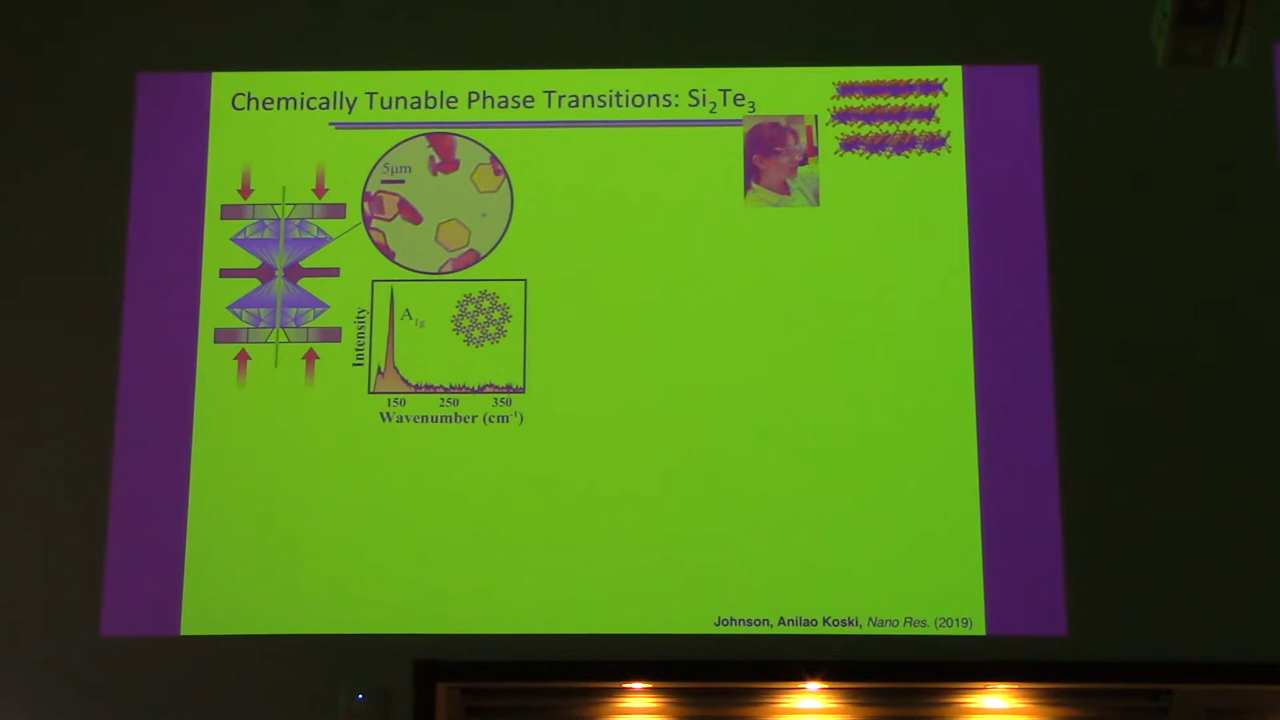 Chemically Tunable Phase Transitions: Si₂Te₃
5µm
A₁g
Intensity
150 250 350
Wavenumber (cm⁻¹)
Johnson, Anilao Koski, Nano Res. (2019)